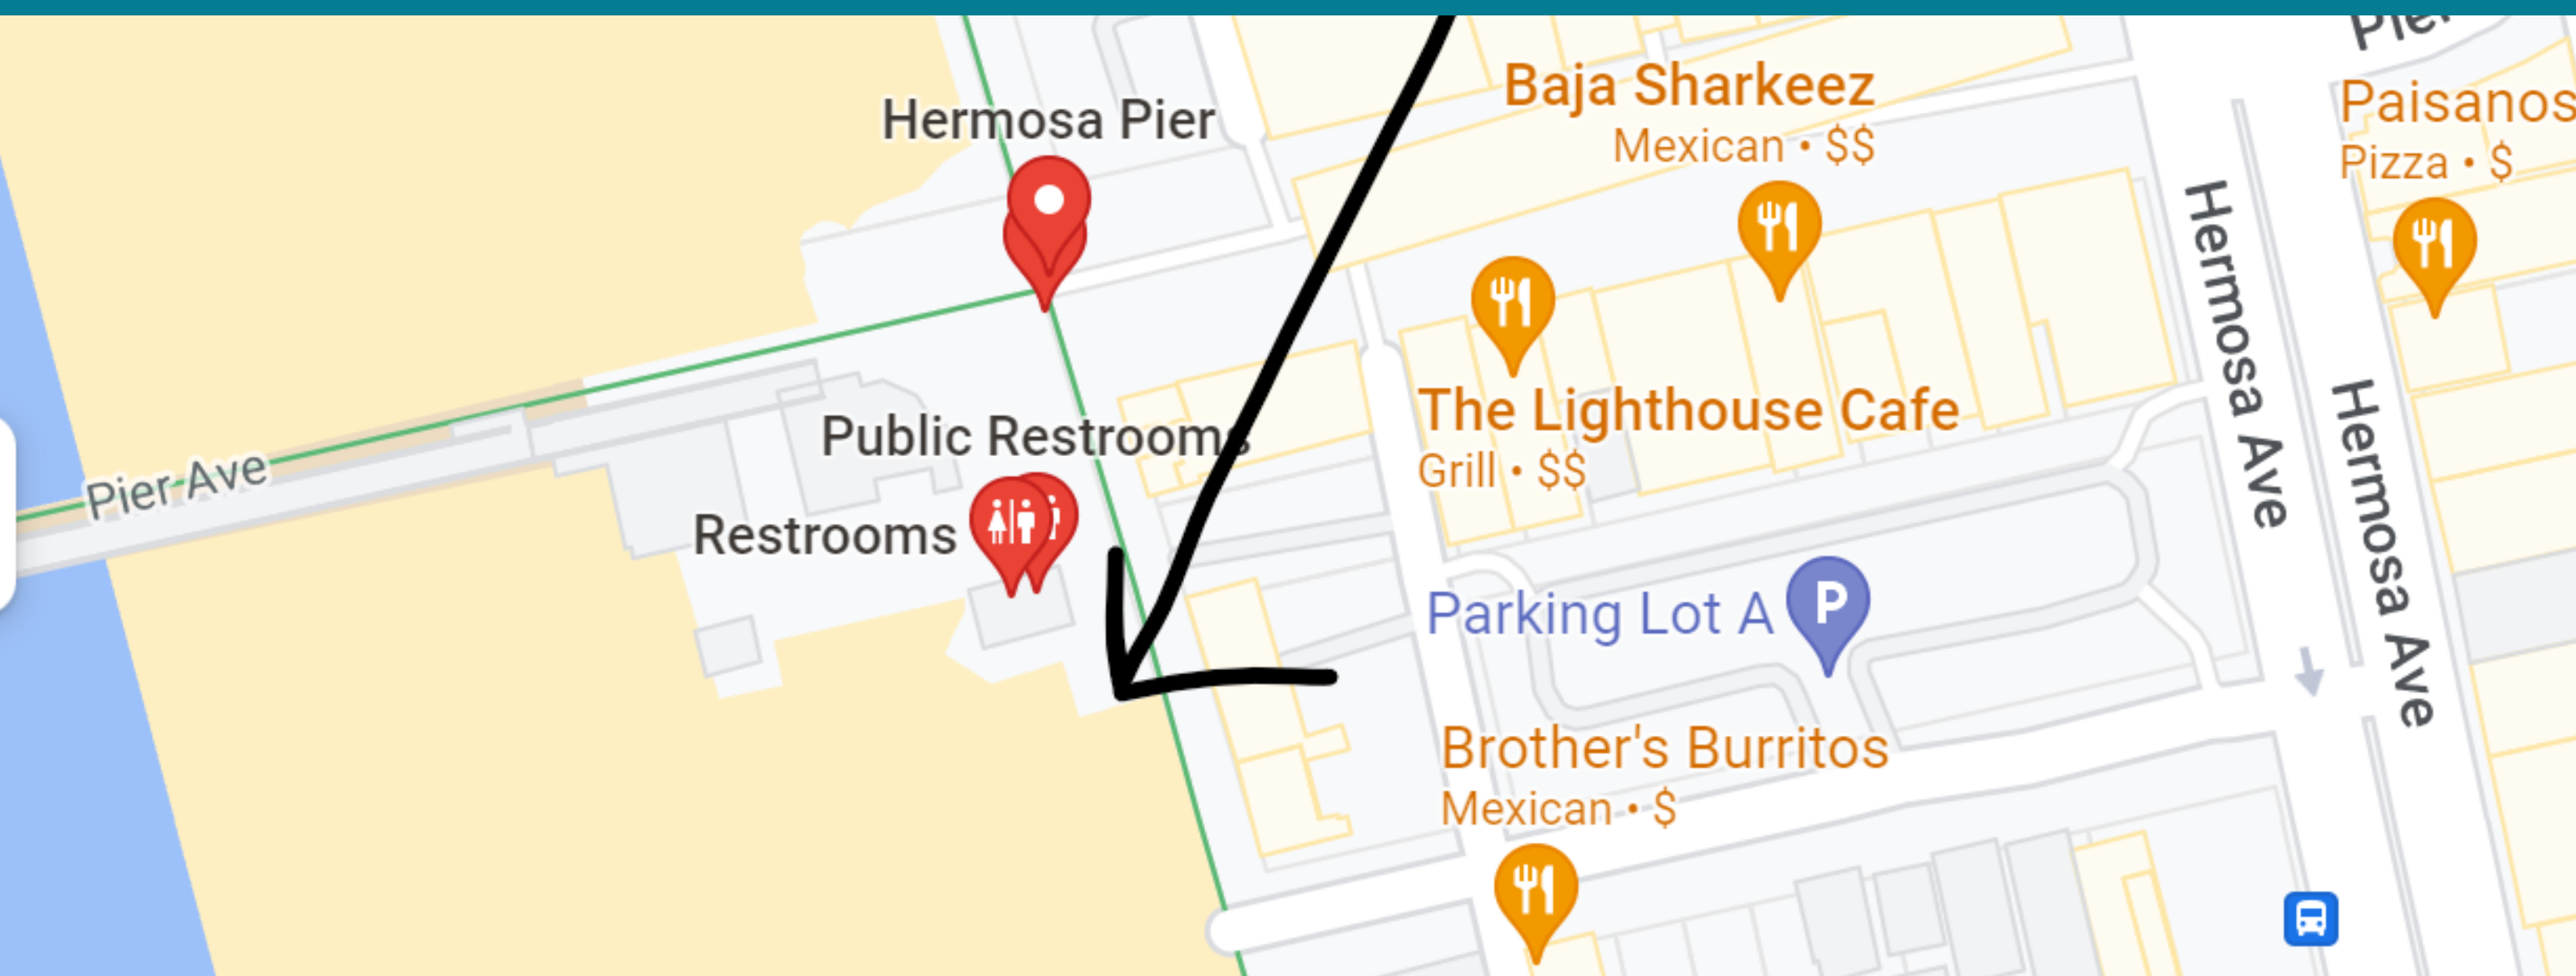 Pier
Hermosa Pier
Baja Sharkeez
Mexican • $$
Paisanos
Pizza • $
Hermosa Ave
The Lighthouse Cafe
Grill • $$
Public Restrooms
Restrooms
Pier Ave
Hermosa Ave
Parking Lot A
P
Brother's Burritos
Mexican • $